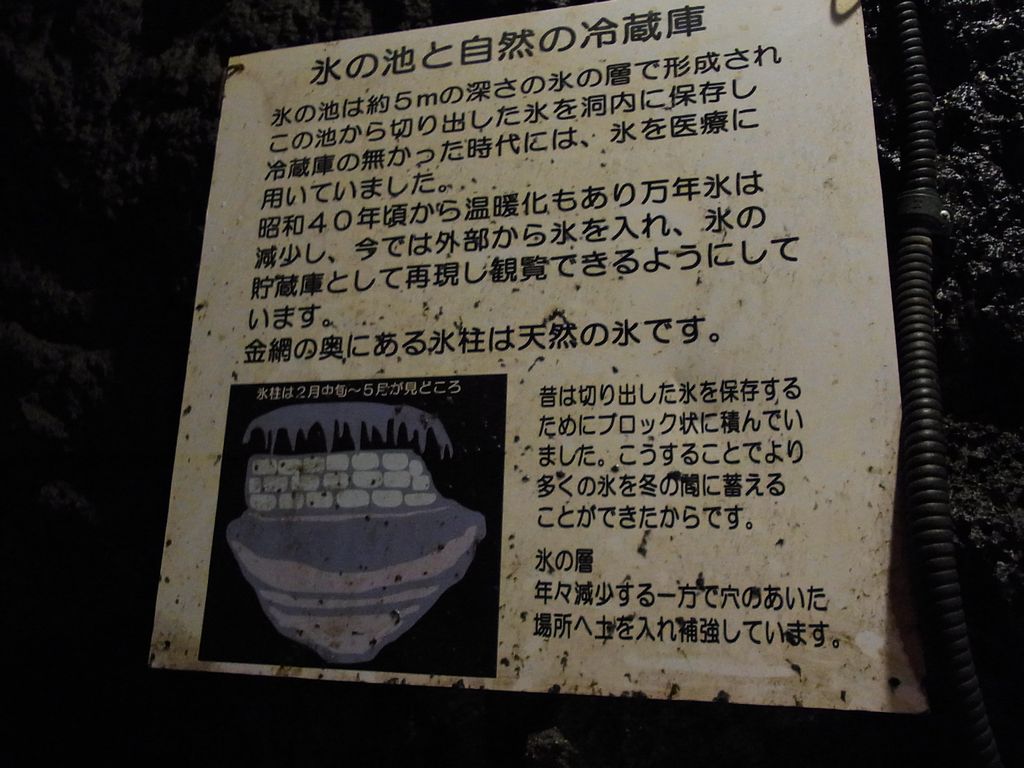 氷の池と自然の冷蔵庫
氷の池は約5mの深さの氷の層で形成され
この池から切り出した氷を洞内に保存し
冷蔵庫の無かった時代には、氷を医療に
用いていました。
昭和40年頃から温暖化もあり万年氷は
減少し、今では外部から氷を入れ、氷の
貯蔵庫として再現し観覧できるようにして
います。
金網の奥にある氷柱は天然の氷です。
氷柱は2月中旬～5月が見どころ
昔は切り出した氷を保存する
ためにブロック状に積んでい
ました。こうすることでより
多くの氷を冬の間に蓄える
ことができたからです。
氷の層
年々減少する一方で穴のあいた
場所へ土を入れ補強しています。